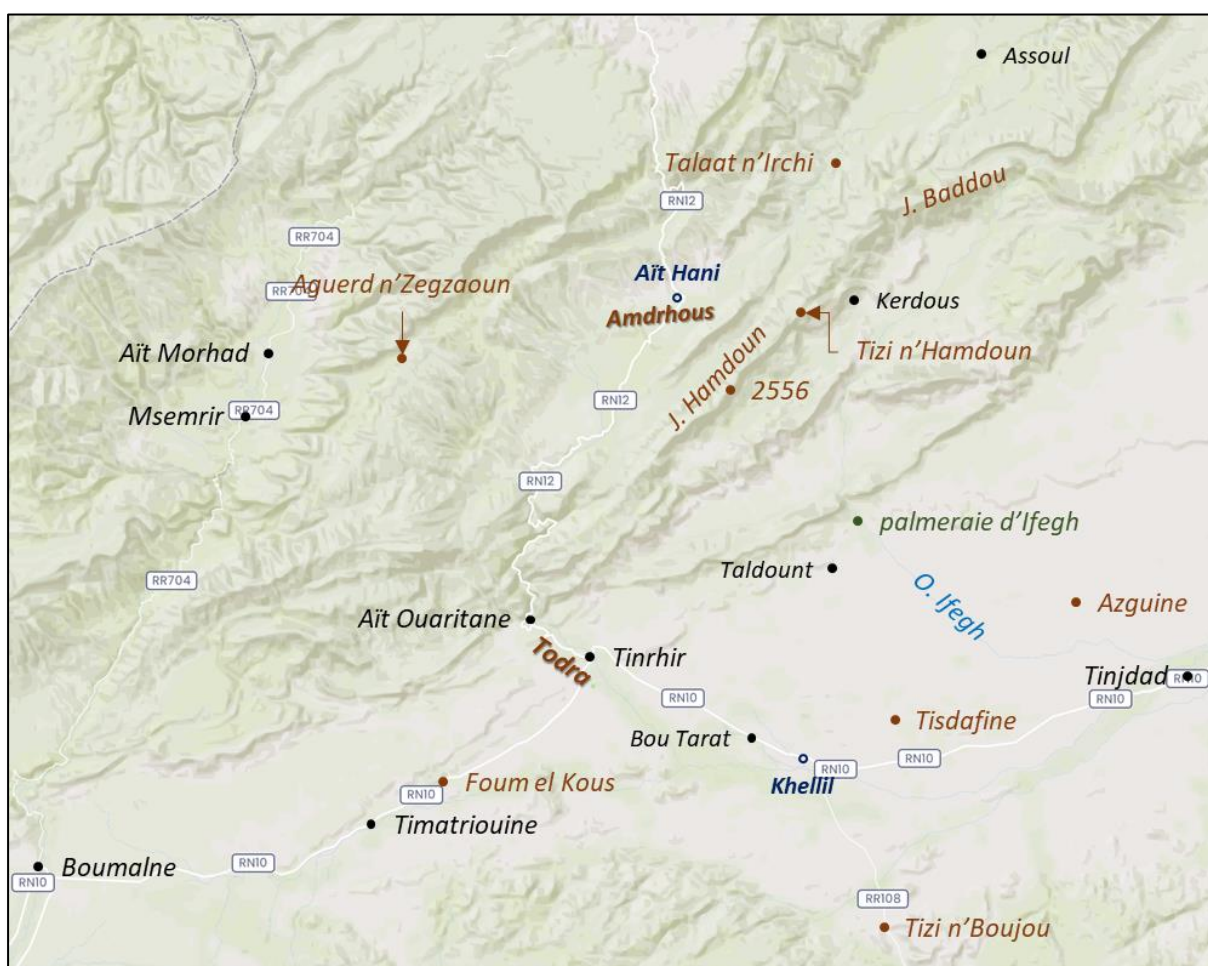 Assoul
Talaat n’Irchi
J. Baddou
RN12
RR704
Aït Hani
Aguerd n’Zegzaoun
RR704
Amdrhous
Kerdous
Tizi n’Hamdoun
Aït Morhad
J. Hamdoun
2556
RN12
Msemrir
RR704
RN12
palmeraie d’Ifegh
Taldount
RR704
O. Ifegh
Azguine
Aït Ouaritane
Todra
Tinrhir
Tinjdad
RN10
RN10
RN10
Tisdafine
Bou Tarat
Khellil
RN10
RN10
Foum el Kous
RN10
Timatriouine
Boumalne
RN10
RN10
RR108
Tizi n’Boujou